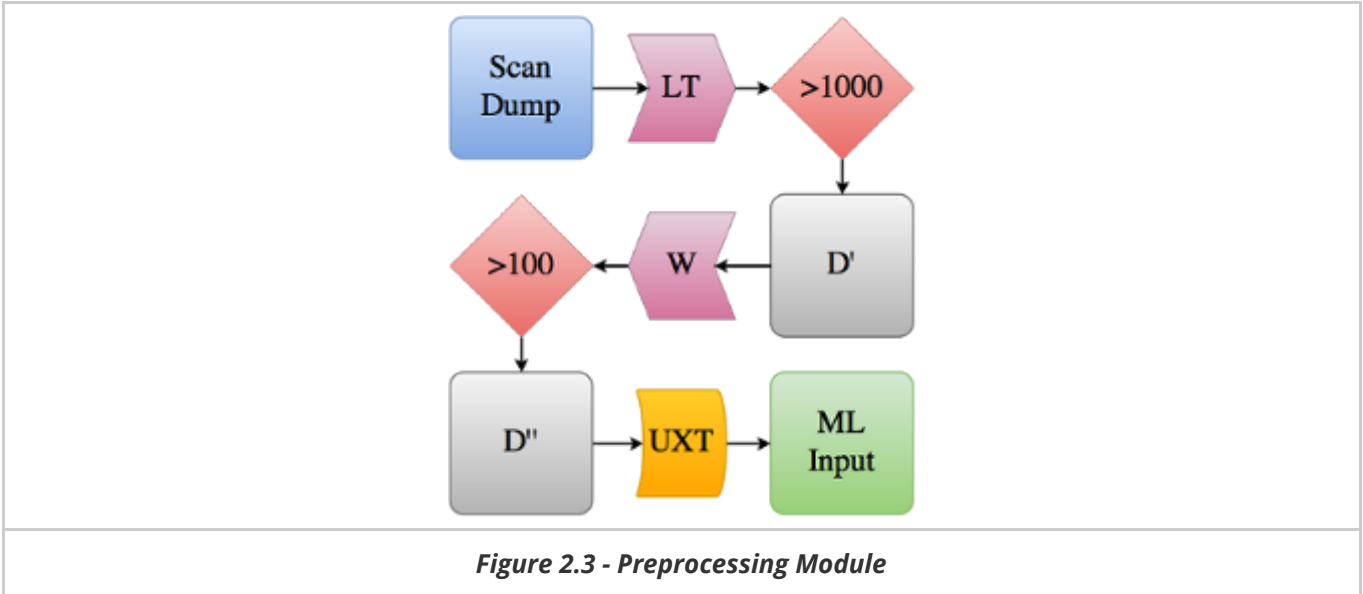 Scan
Dump
LT
>1000
D'
W
>100
D"
UXT
ML
Input
Figure 2.3 - Preprocessing Module